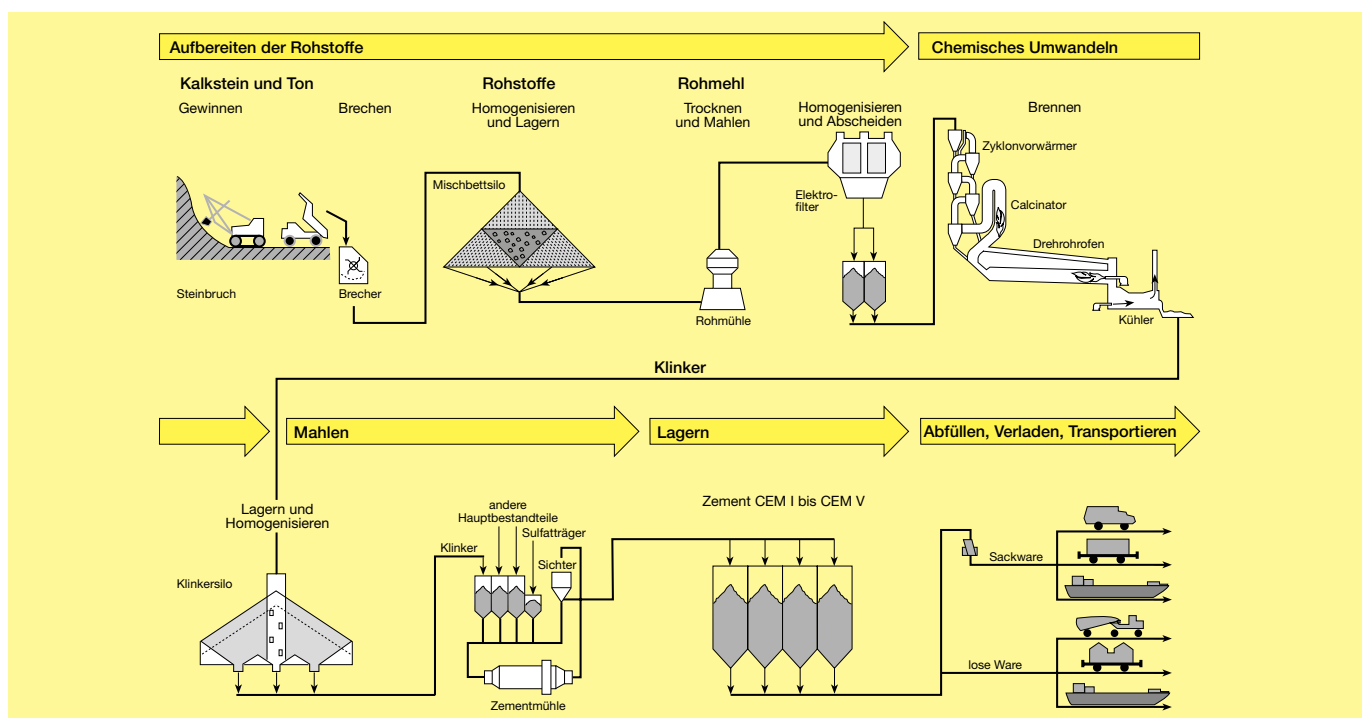 Aufbereiten der Rohstoffe
Chemisches Umwandeln
Kalkstein und Ton
Rohstoffe
Rohmehl
Gewinnen
Brechen
Homogenisieren
und Lagern
Trocknen
und Mahlen
Homogenisieren
und Abscheiden
Brennen
Zyklonvorwärmer
Mischbettsilo
Elektro-
filter
Calcinator
Drehrohrofen
Steinbruch
Brecher
Rohmühle
Kühler
Klinker
Mahlen
Lagern
Abfüllen, Verladen, Transportieren
Lagern und
Homogenisieren
andere
Hauptbestandteile
Sulfatträger
Zement CEM I bis CEM V
Klinker
Sichter
Sackware
Klinkersilo
lose Ware
Zementmühle